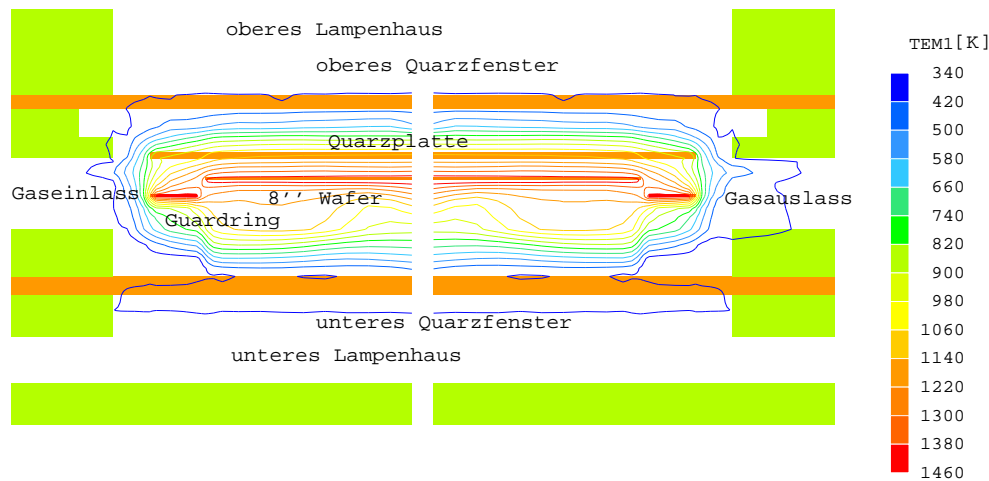 oberes Lampenhaus
oberes Quarzfenster
Quarzplatte
Gaseinlass
8'' Wafer
Gasauslass
Guardring
unteres Quarzfenster
unteres Lampenhaus
TEM1[K]
340
420
500
580
660
740
820
900
980
1060
1140
1220
1300
1380
1460